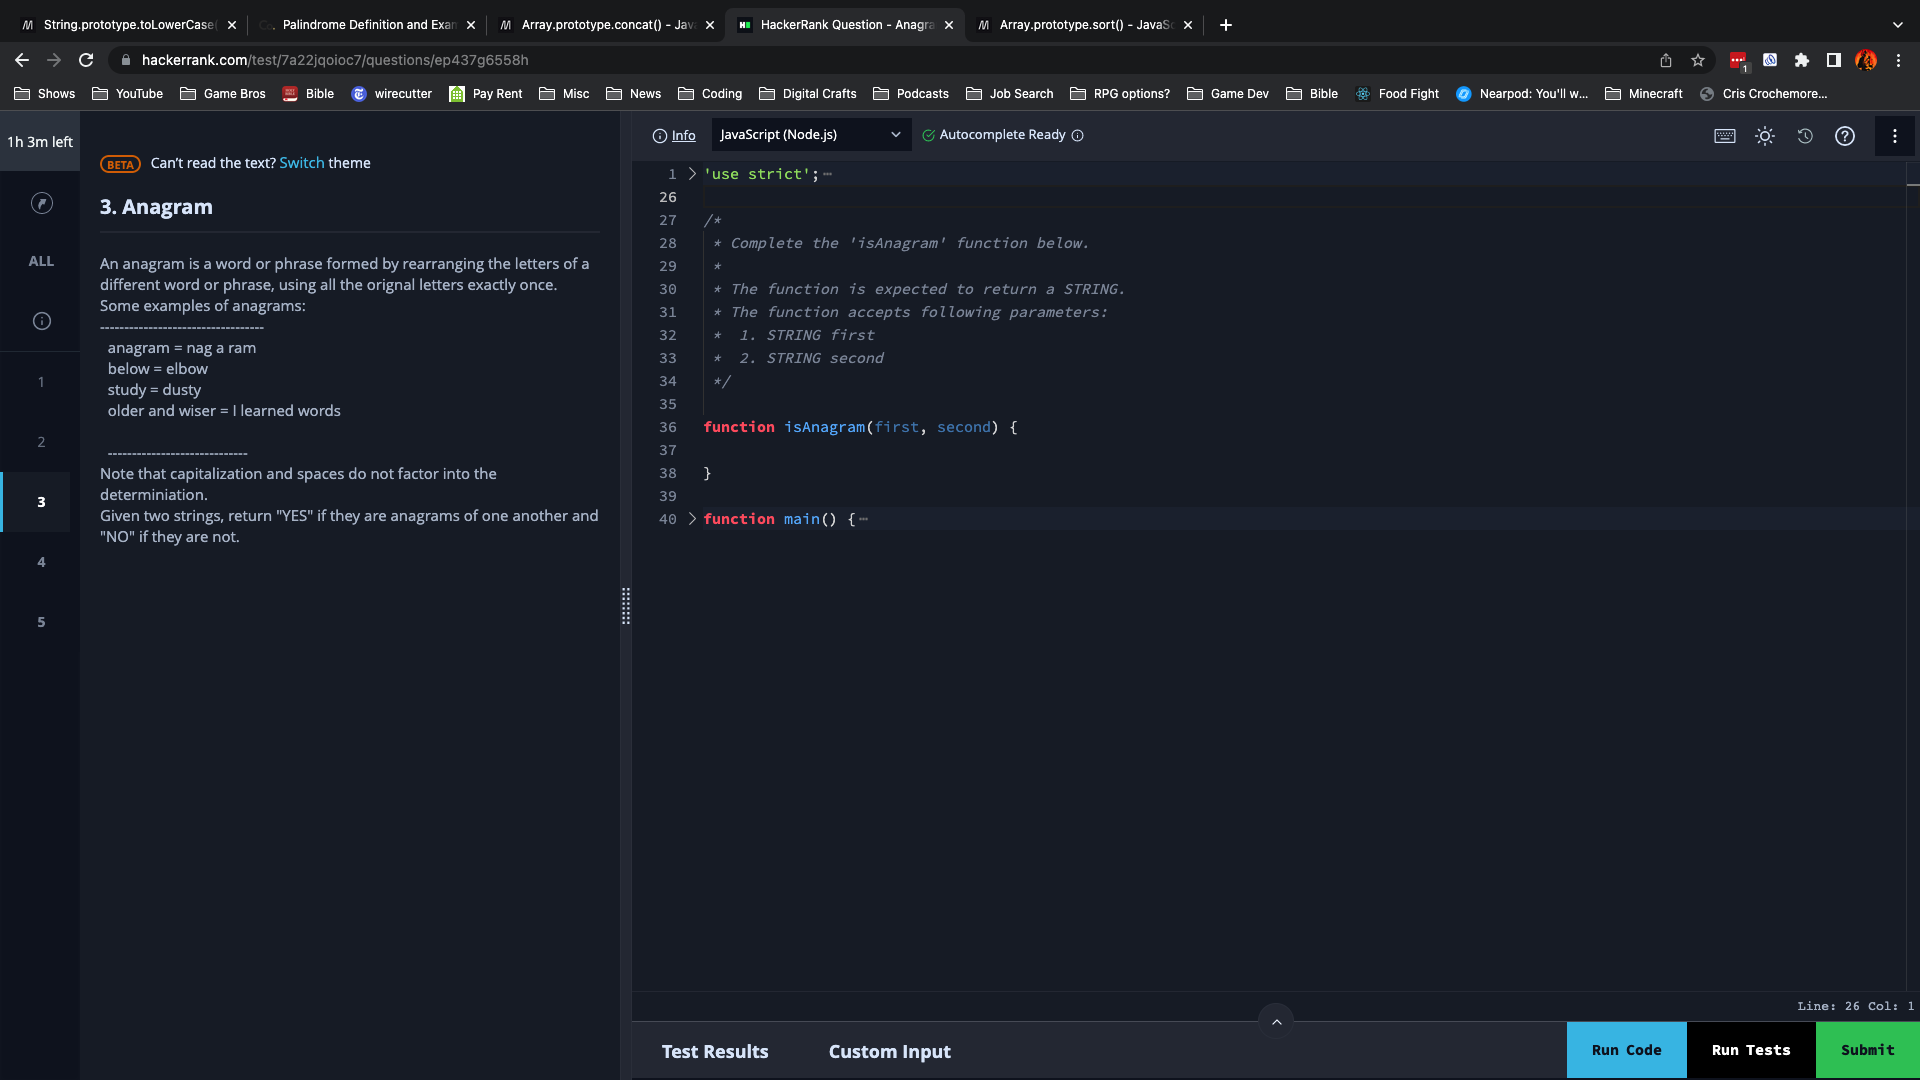 String.prototype.toLowerCase(
Palindrome Definition and Exam
Array.prototype.concat() - Jav
HackerRank Question - Anagra
Array.prototype.sort() - JavaSc
hackerrank.com/test/7a22jqoioc7/questions/ep437g6558h
1
Shows
YouTube
Game Bros
Bible
wirecutter
Pay Rent
Misc
News
Coding
Digital Crafts
Podcasts
Job Search
RPG options?
Game Dev
Bible
Food Fight
Nearpod: You'll w...
Minecraft
Cris Crochemore...
1h 3m left
ALL
1
2
3
4
5
BETA Can't read the text? Switch theme
3. Anagram
An anagram is a word or phrase formed by rearranging the letters of a
different word or phrase, using all the orignal letters exactly once.
Some examples of anagrams:
----------------------------------
anagram = nag a ram
below = elbow
study = dusty
older and wiser = I learned words
-----------------------------
Note that capitalization and spaces do not factor into the
determiniation.
Given two strings, return "YES" if they are anagrams of one another and
"NO" if they are not.
Info
JavaScript (Node.js)
Autocomplete Ready
1 'use strict';
26
27 /*
28 * Complete the 'isAnagram' function below.
29 *
30 * The function is expected to return a STRING.
31 * The function accepts following parameters:
32 *  1. STRING first
33 *  2. STRING second
34 */
35
36 function isAnagram(first, second) {
37
38 }
39
40 function main() {
Line: 26 Col: 1
Test Results
Custom Input
Run Code
Run Tests
Submit